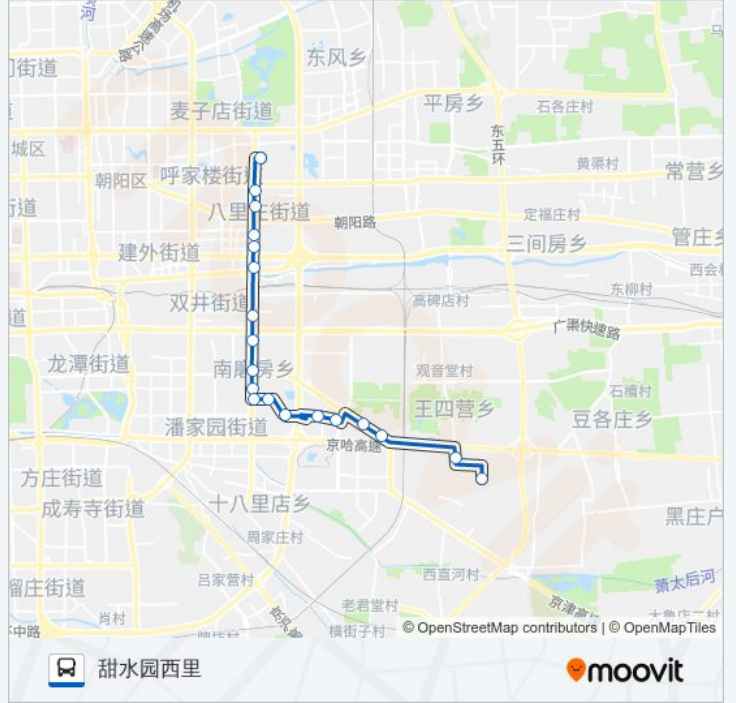 机场高速公路
东风乡
麦子店街道
平房乡
石各庄村
东五环
城区
朝阳区
呼家楼街
黄渠村
常营乡
八里庄街道
朝阳路
定福庄村
建外街道
三间房乡
管庄乡
双井街道
高碑店村
东柳村
广渠快速路
龙潭街道
南磨房乡
观音堂村
石槽村
王四营乡
豆各庄乡
潘家园街道
京哈高速
方庄街道
成寿寺街道
十八里店乡
黑庄户
周家庄村
吕家营村
西直河村
萧太后河
溜庄街道
肖村
老君堂村
横街子村
© OpenStreetMap contributors | © OpenMapTiles
甜水园西里
moovit